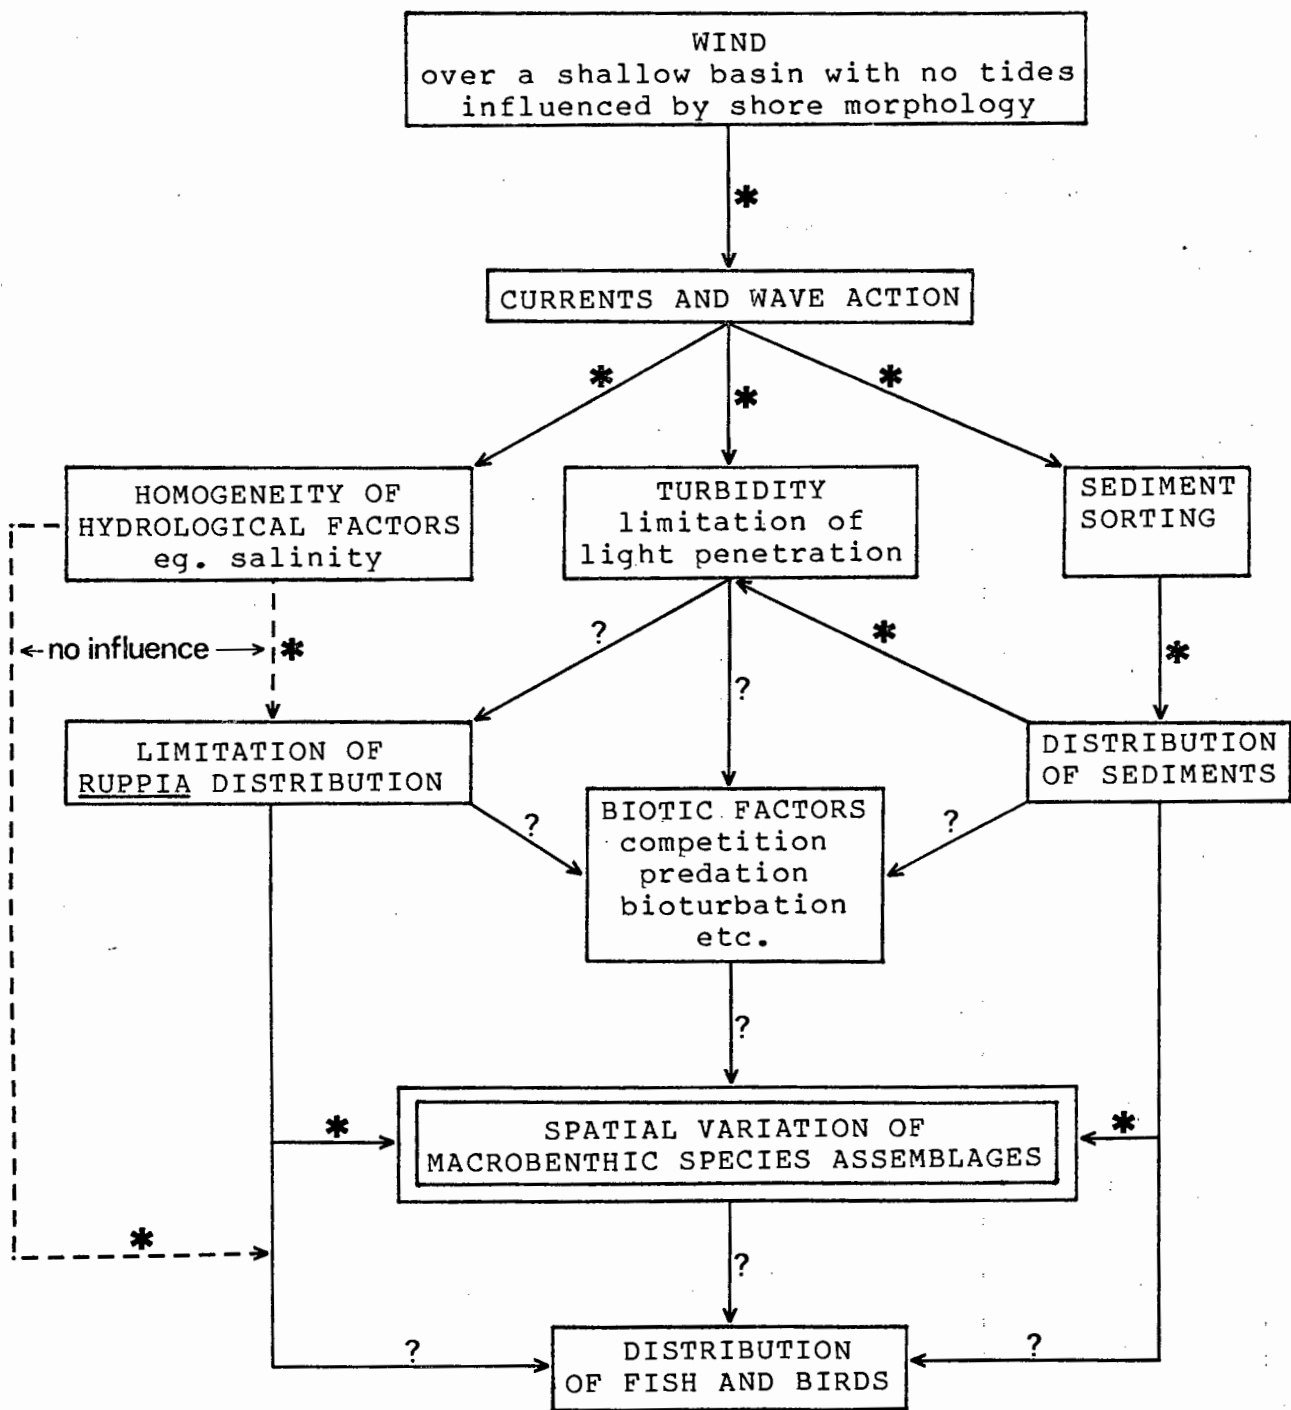 WIND
over a shallow basin with no tides
influenced by shore morphology
*
CURRENTS AND WAVE ACTION
*
*
*
HOMOGENEITY OF
HYDROLOGICAL FACTORS
eg. salinity
TURBIDITY
limitation of
light penetration
SEDIMENT
SORTING
no influence
*
?
?
*
*
LIMITATION OF
RUPPIA DISTRIBUTION
DISTRIBUTION
OF SEDIMENTS
?
BIOTIC FACTORS
competition
predation
bioturbation
etc.
?
?
*
SPATIAL VARIATION OF
MACROBENTHIC SPECIES ASSEMBLAGES
*
*
?
?
DISTRIBUTION
OF FISH AND BIRDS
?